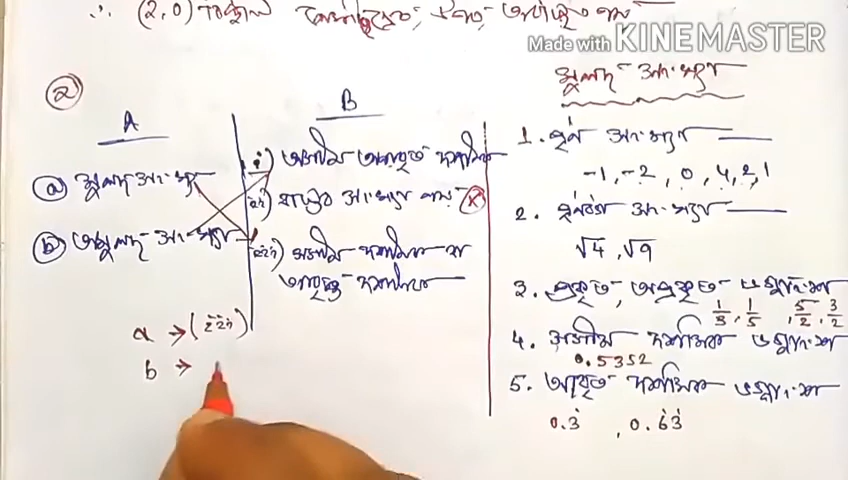 ∴ (2,0)
Made with KINEMASTER
২
A
B
ⓐ মূলদ সংখ্যা
ⓑ অমূলদ সংখ্যা
i) অসীম অনাবৃত দশমিক
ii) বাস্তব সংখ্যা নয় ⓧ
iii) সসীম দশমিক বা
আবৃত্ত দশমিক
a → (iii)
b →
মূলদ সংখ্যা
1. পূর্ণ সংখ্যা
-1, -2, 0, 4, 2, 1
2. পূর্ণবর্গ সংখ্যা
√4, √9
3. প্রকৃত, অপ্রকৃত ভগ্নাংশ
1/3, 1/5, 5/2, 3/2
4. সসীম দশমিক ভগ্নাংশ
0.5352
5. আবৃত দশমিক ভগ্নাংশ
0.3̇, 0.6̇3̇